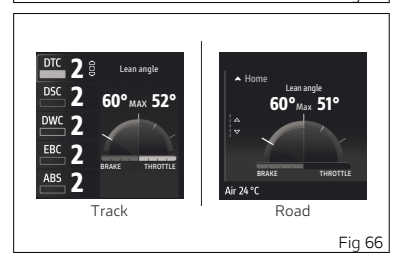 DTC 2
DSC 2
DWC 2
EBC 2
ABS 2
Lean angle
60° MAX 52°
BRAKE THROTTLE
Track
Home
Lean angle
60° Max 51°
BRAKE THROTTLE
Air 24 °C
Road
Fig 66